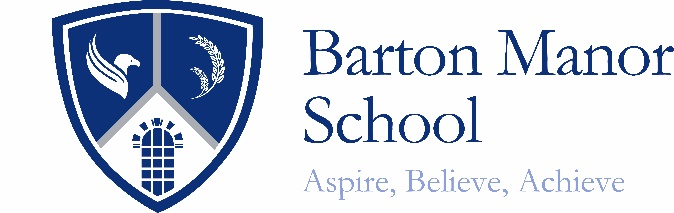 Barton Manor
School
Aspire, Believe, Achieve